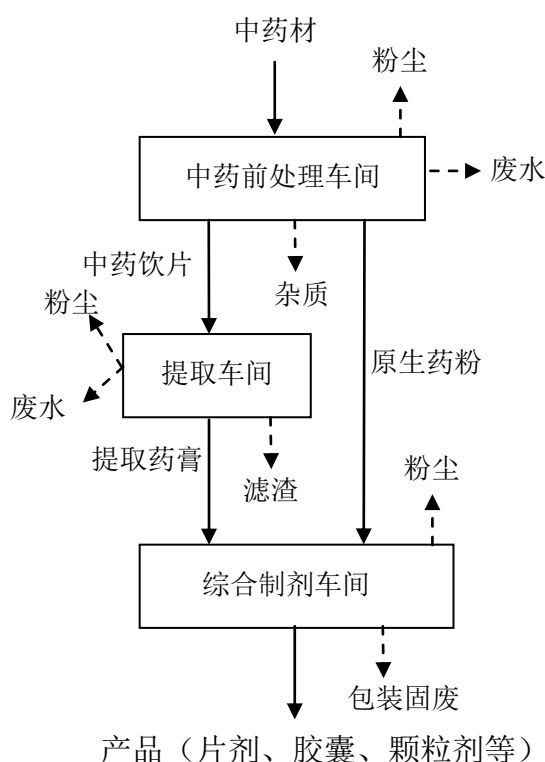 中药材
粉尘
中药前处理车间
废水
中药饮片
杂质
粉尘
提取车间
原生药粉
废水
提取药膏
滤渣
粉尘
综合制剂车间
包装固废
产品（片剂、胶囊、颗粒剂等）